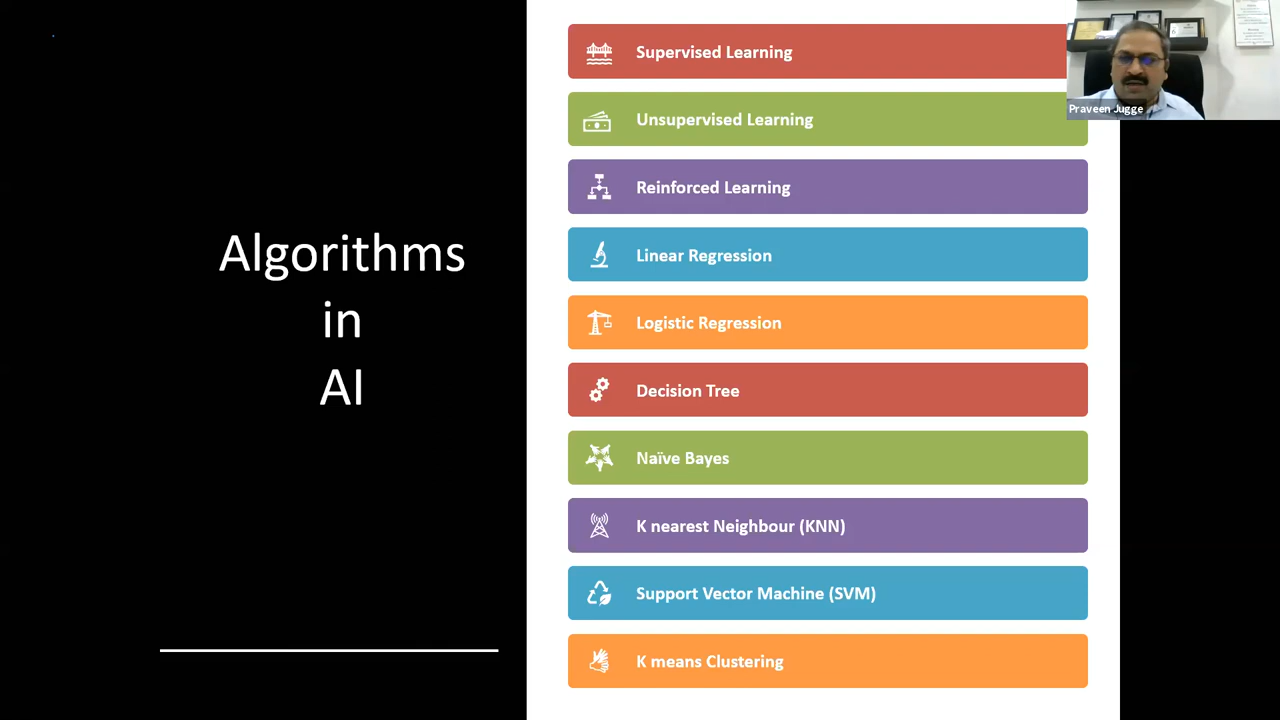 Algorithms
in
AI
Supervised Learning
Unsupervised Learning
Reinforced Learning
Linear Regression
Logistic Regression
Decision Tree
Naïve Bayes
K nearest Neighbour (KNN)
Support Vector Machine (SVM)
K means Clustering
Praveen Jugge